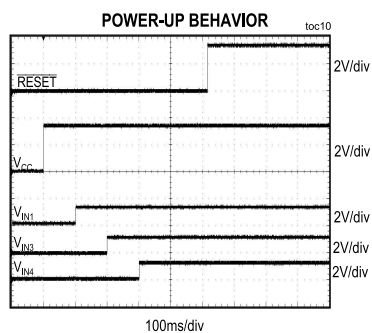 POWER-UP BEHAVIOR
toc10
RESET
2V/div
VCC
2V/div
VIN1
2V/div
VIN3
2V/div
VIN4
2V/div
100ms/div